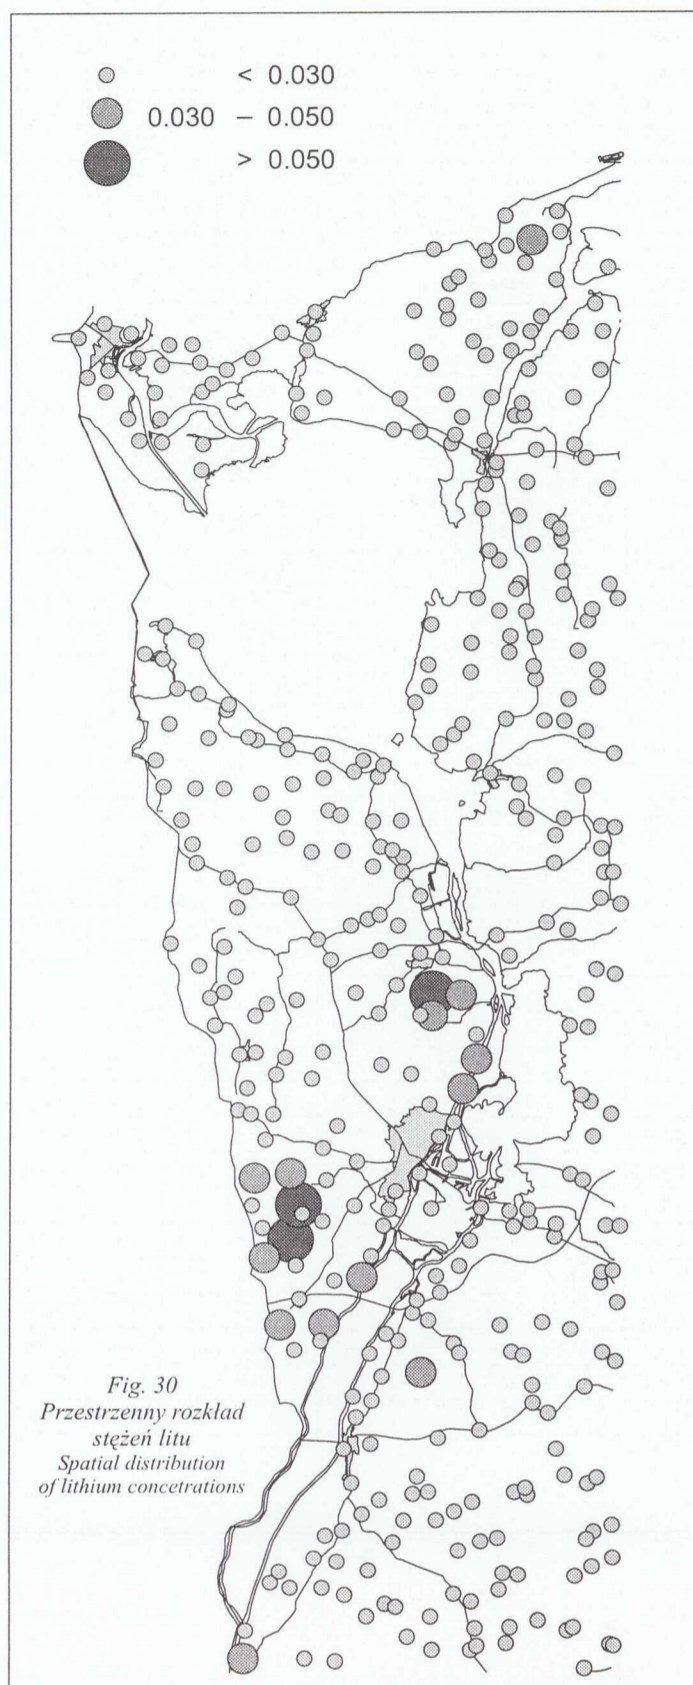 < 0.030
0.030 – 0.050
> 0.050
Fig. 30
Przestrzenny rozkład
stężeń litu
Spatial distribution
of lithium concetrations